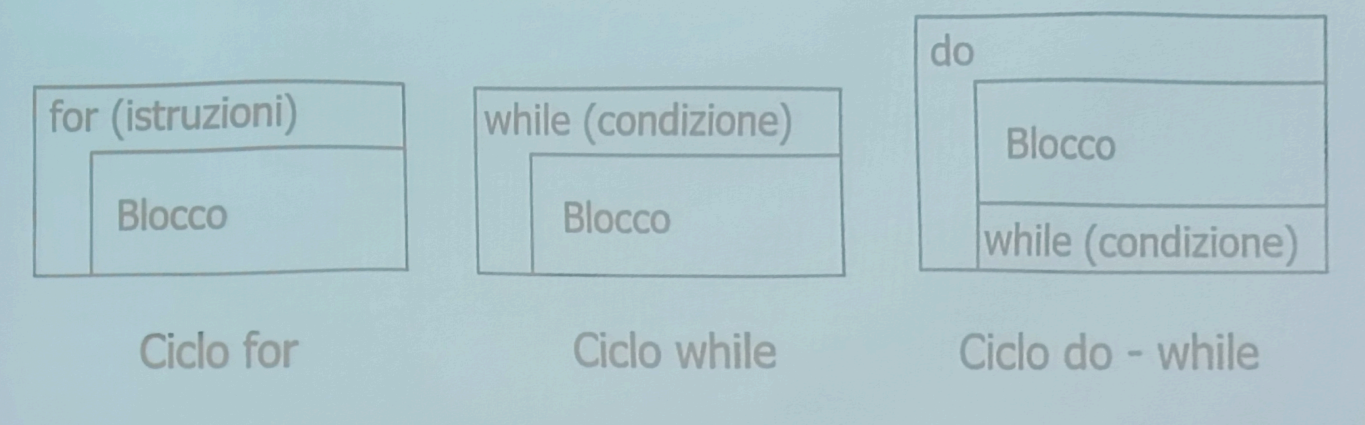 for (istruzioni)
Blocco
Ciclo for
while (condizione)
Blocco
Ciclo while
do
Blocco
while (condizione)
Ciclo do - while